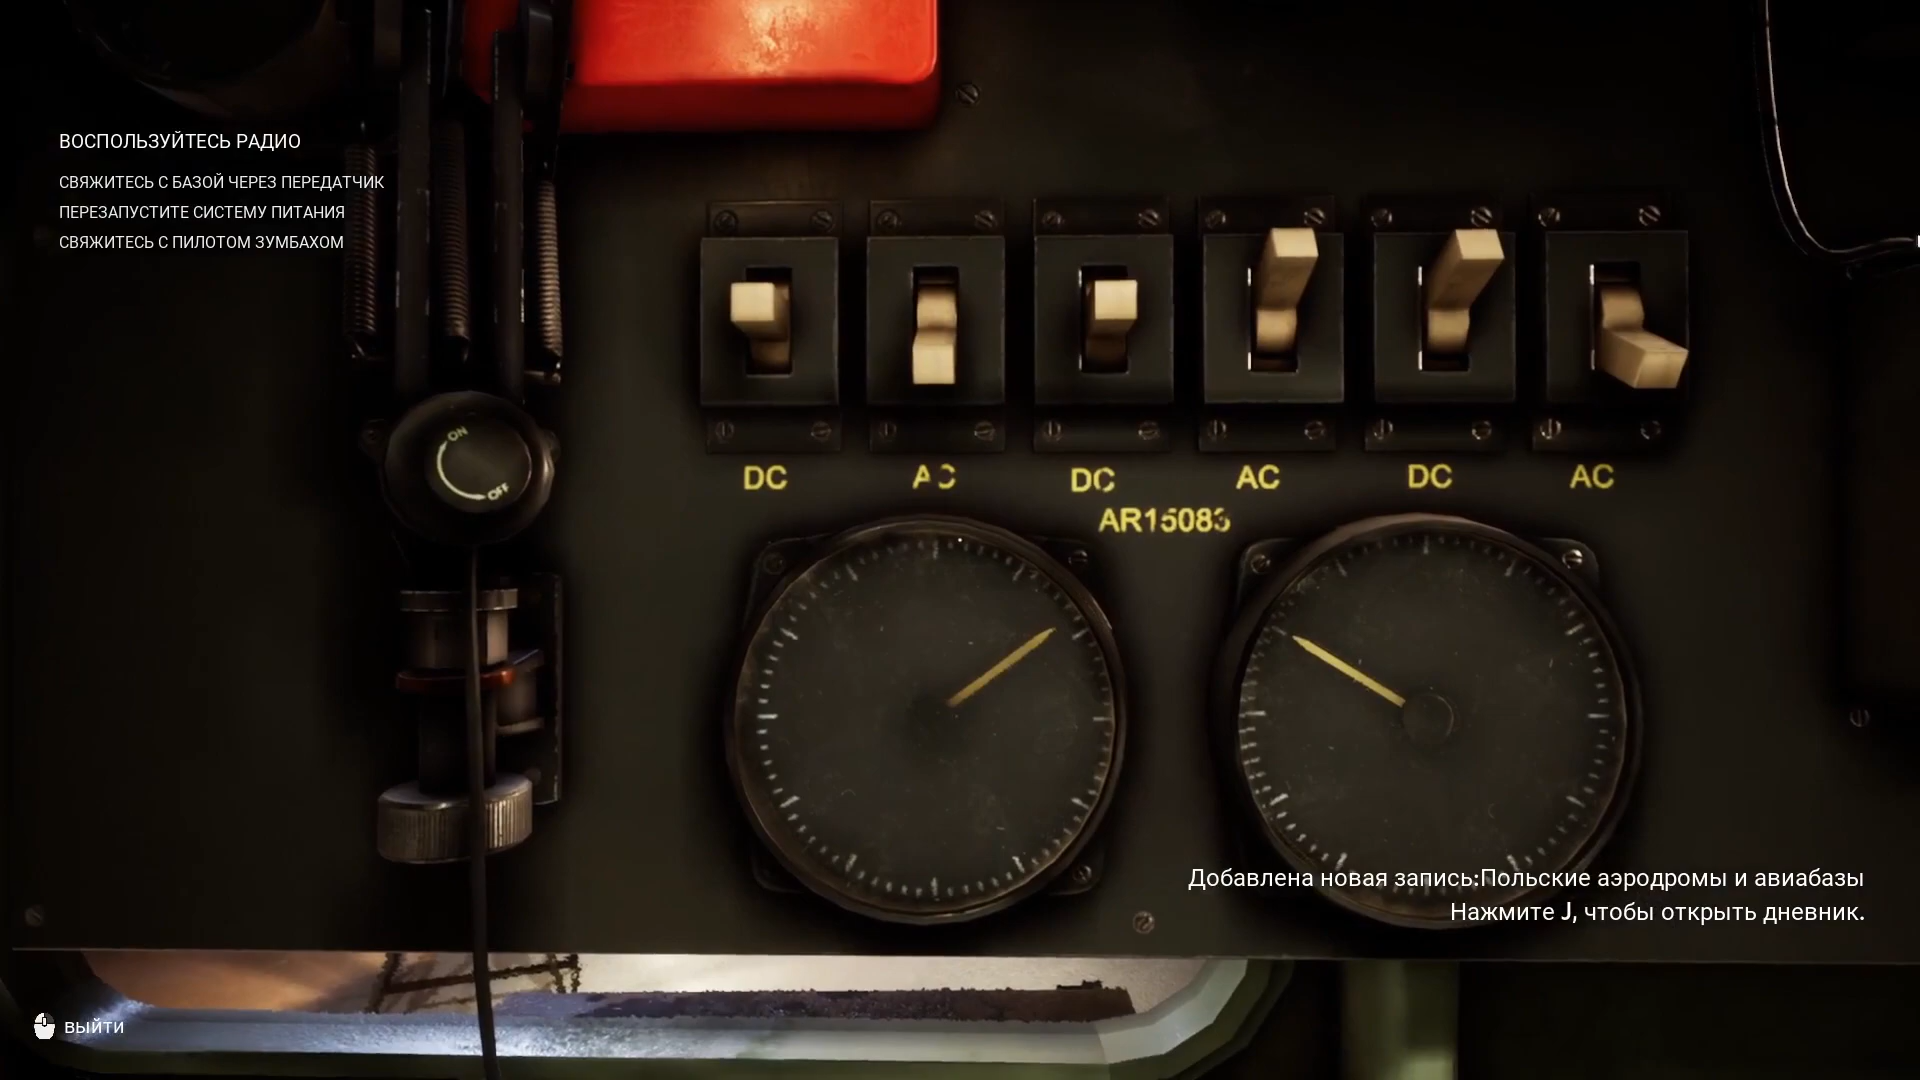 ВОСПОЛЬЗУЙТЕСЬ РАДИО
СВЯЖИТЕСЬ С БАЗОЙ ЧЕРЕЗ ПЕРЕДАТЧИК
ПЕРЕЗАПУСТИТЕ СИСТЕМУ ПИТАНИЯ
СВЯЖИТЕСЬ С ПИЛОТОМ ЗУМБАХОМ
ON
OFF
DC AC DC AC DC AC
AR15083
Добавлена новая запись:Польские аэродромы и авиабазы
Нажмите J, чтобы открыть дневник.
ВЫЙТИ